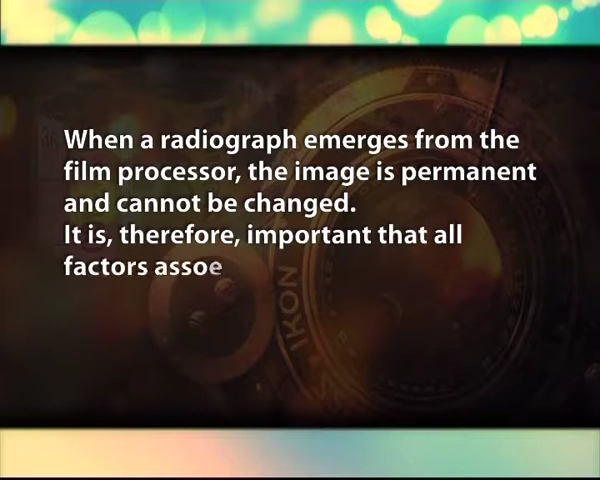 When a radiograph emerges from the
film processor, the image is permanent
and cannot be changed.
It is, therefore, important that all
factors assoe
IKON